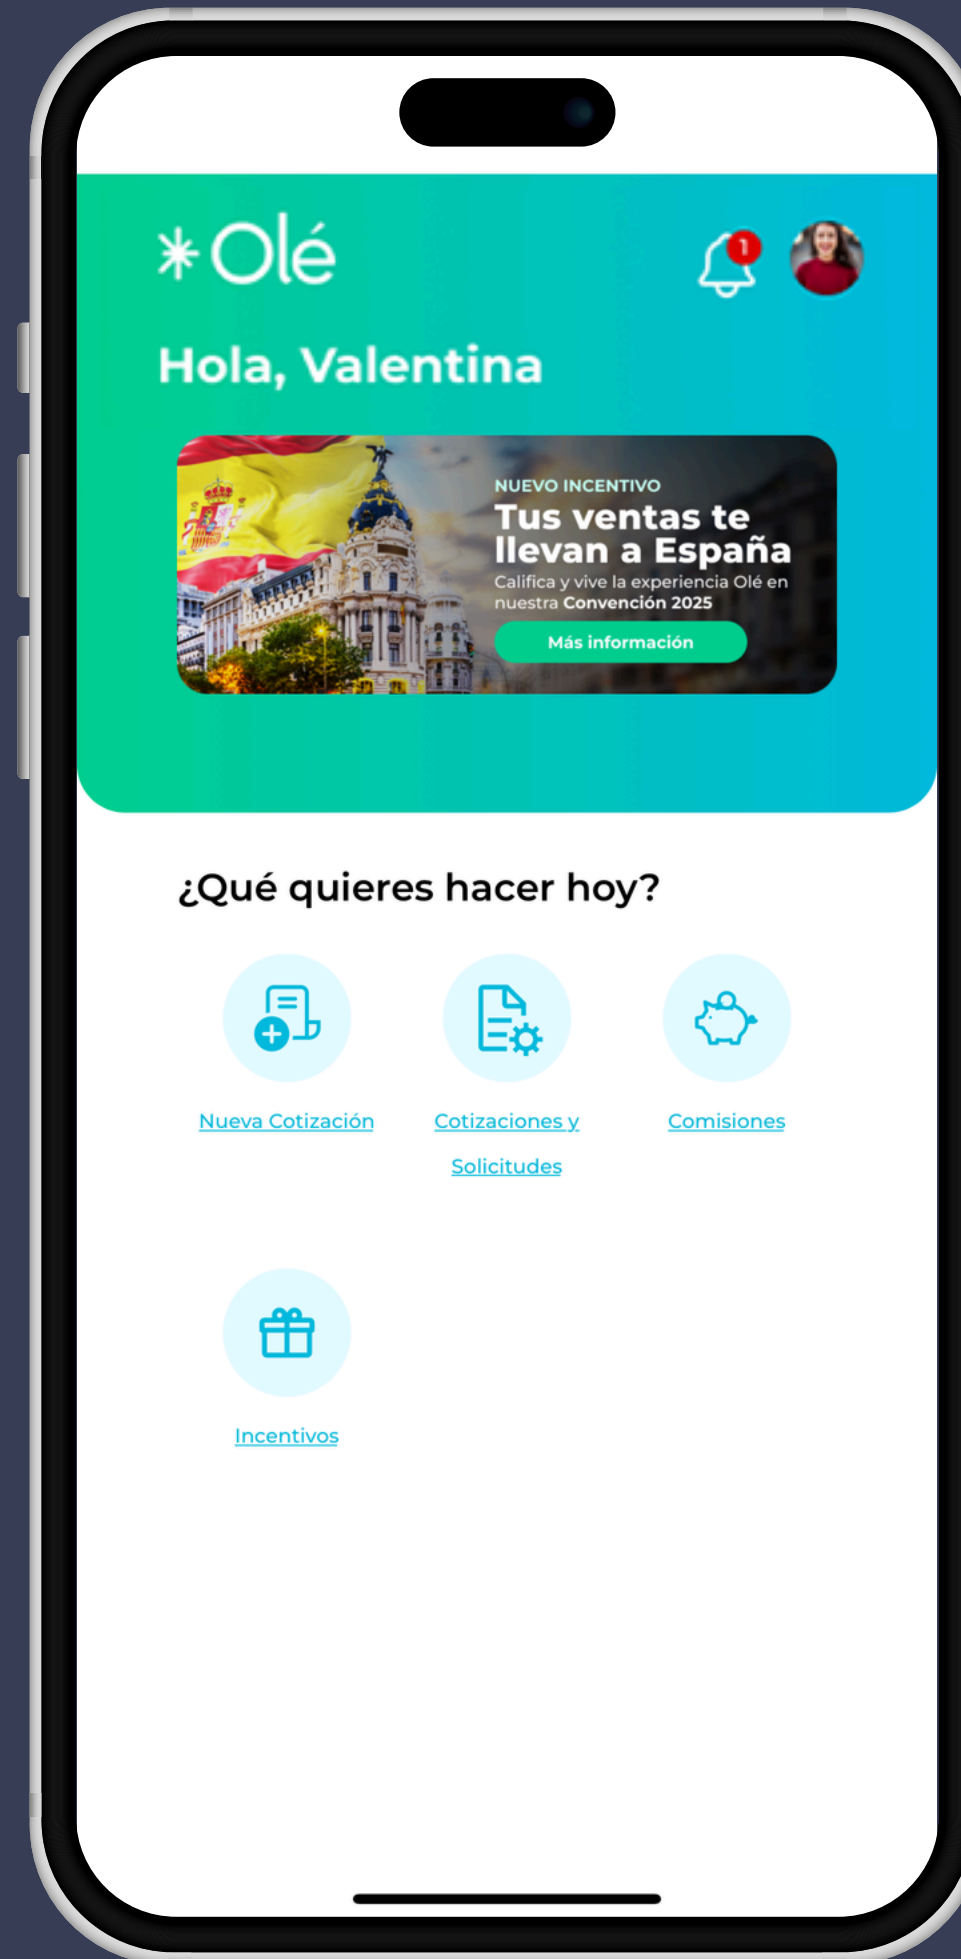 Olé
1
Hola, Valentina
NUEVO INCENTIVO
Tus ventas te
llevan a España
Califica y vive la experiencia Olé en
nuestra Convención 2025
Más información
¿Qué quieres hacer hoy?
Nueva Cotización
Cotizaciones y
Solicitudes
Comisiones
Incentivos